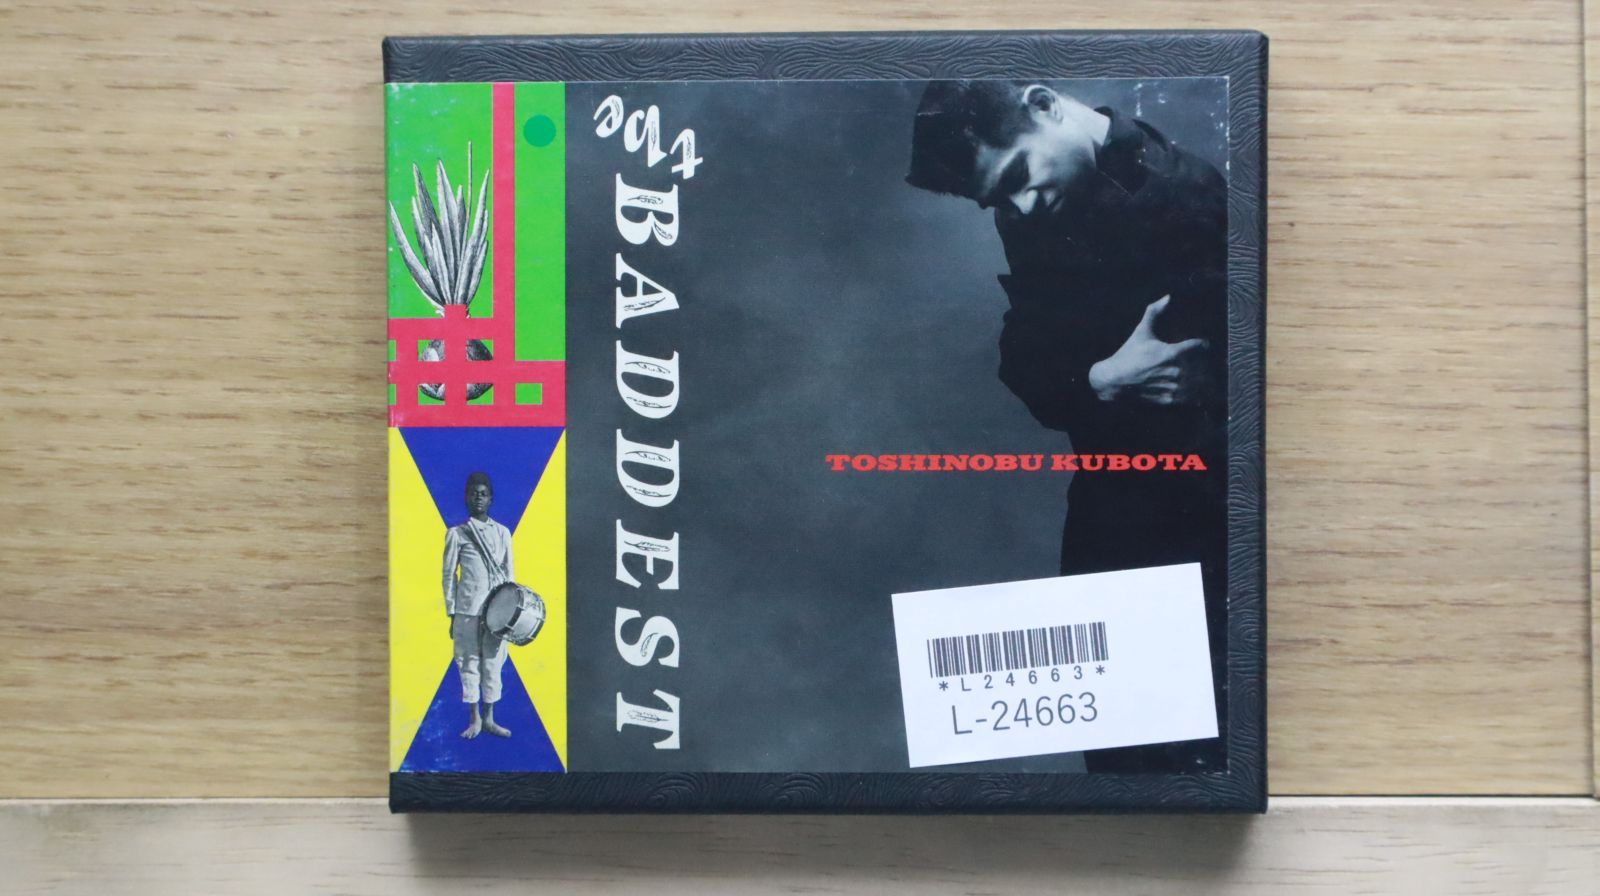 the BADDEST
TOSHINOBU KUBOTA
*L24663*
L-24663